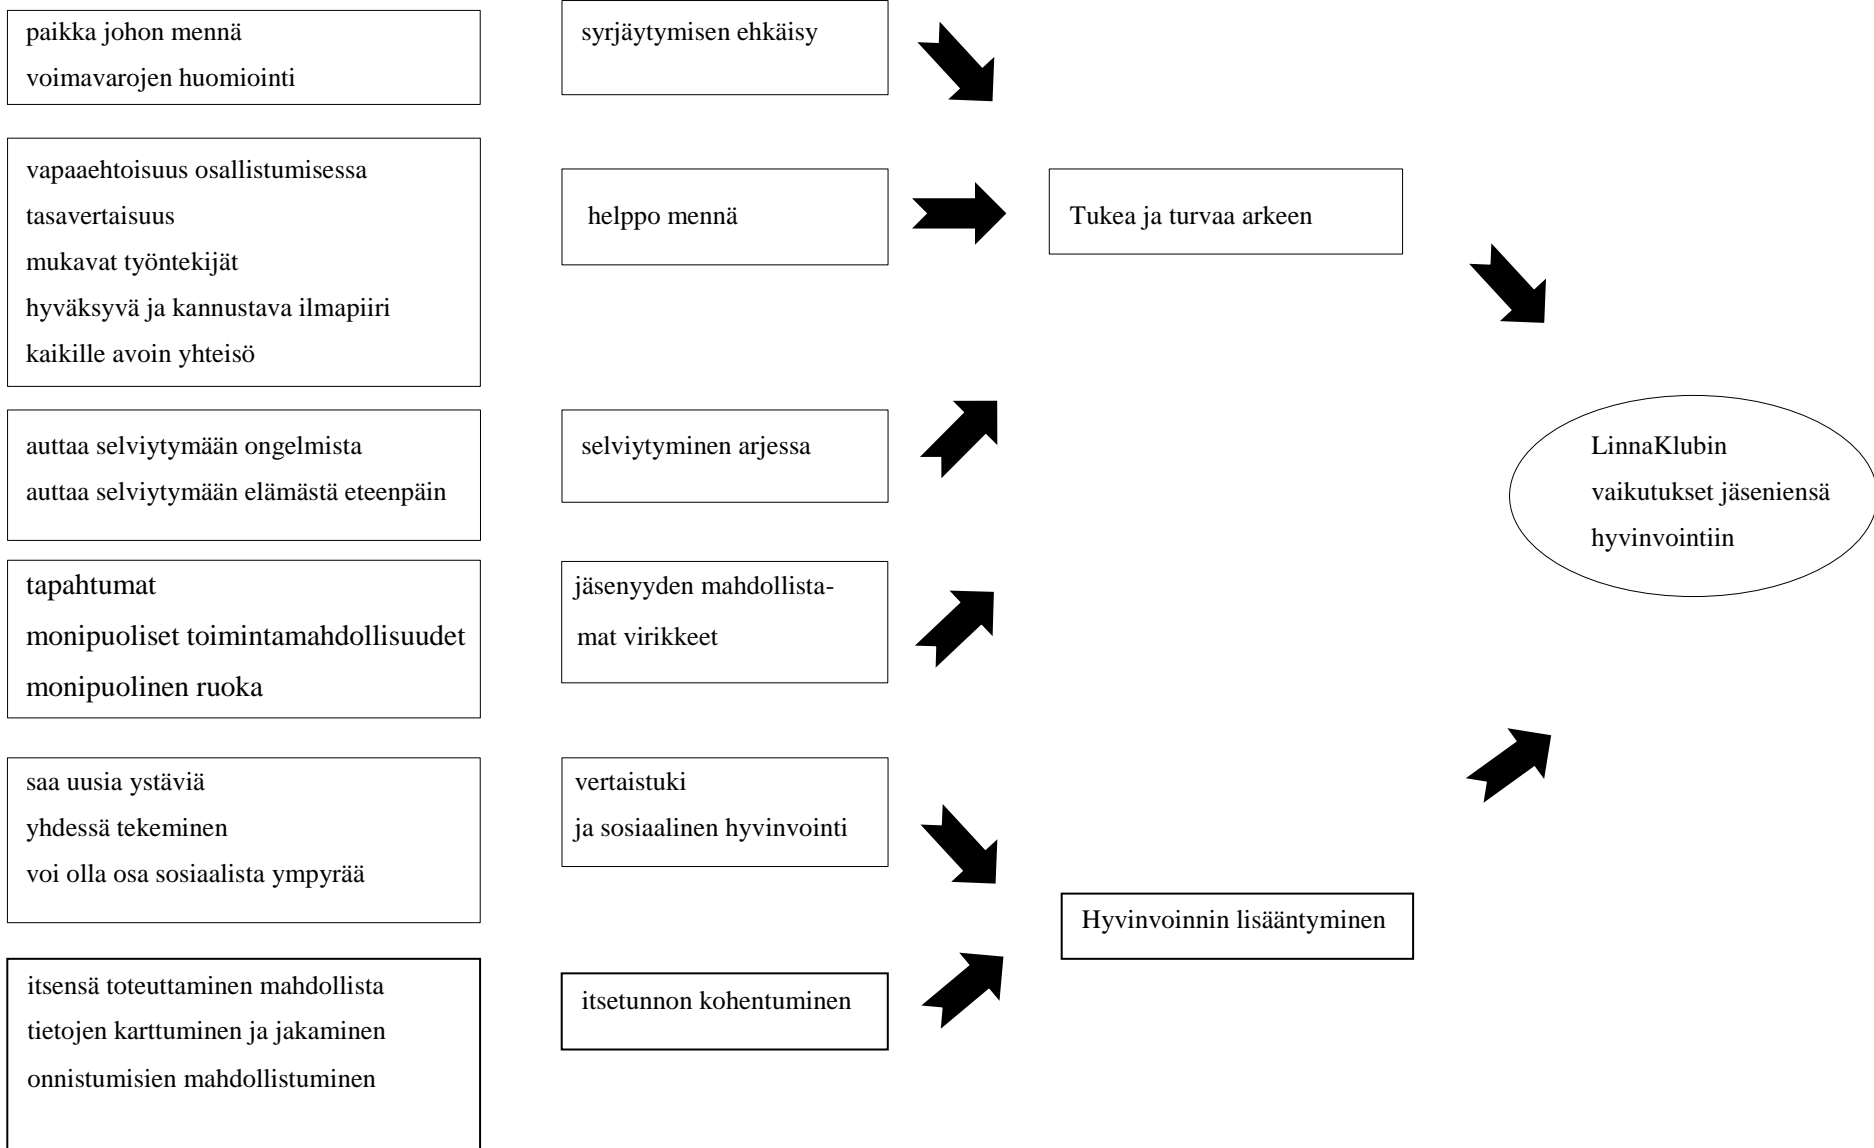 paikka johon mennä
voimavarojen huomiointi
syrjäytymisen ehkäisy
vapaaehtoisuus osallistumisessa
tasavertaisuus
mukavat työntekijät
hyväksyvä ja kannustava ilmapiiri
kaikille avoin yhteisö
helppo mennä
Tukea ja turvaa arkeen
auttaa selviytymään ongelmista
auttaa selviytymään elämästä eteenpäin
selviytyminen arjessa
tapahtumat
monipuoliset toimintamahdollisuudet
monipuolinen ruoka
jäsenyyden mahdollista-
mat virikkeet
saa uusia ystäviä
yhdessä tekeminen
voi olla osa sosiaalista ympyrää
vertaistuki
ja sosiaalinen hyvinvointi
itsensä toteuttaminen mahdollista
tietojen karttuminen ja jakaminen
onnistumisien mahdollistuminen
itsetunnon kohentuminen
Hyvinvoinnin lisääntyminen
LinnaKlubin
vaikutukset jäseniensä
hyvinvointiin